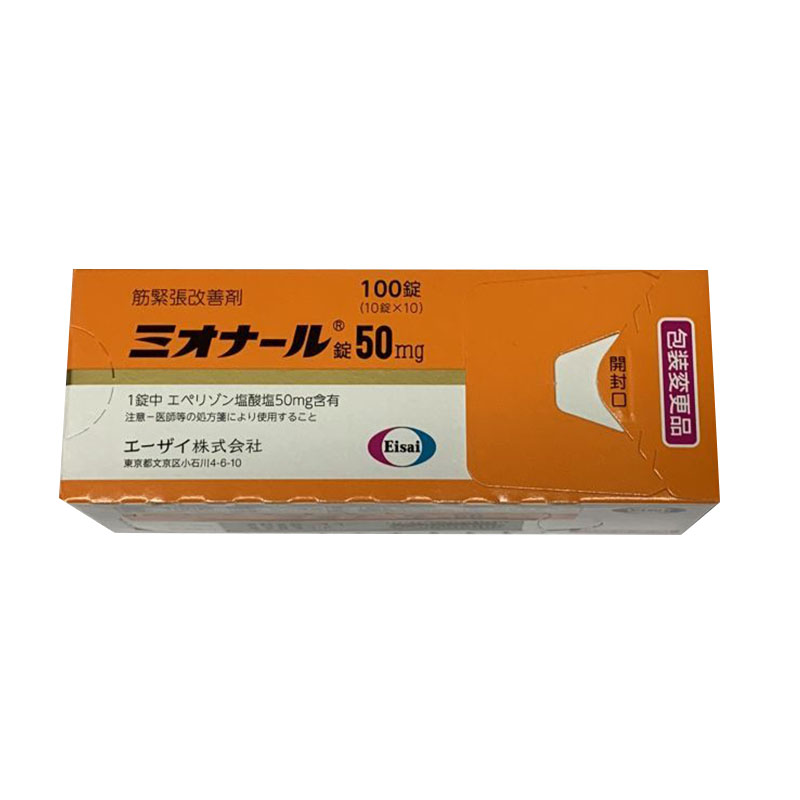 筋緊張改善剤
100錠
(10錠×10)
ミオナール®錠50mg
1錠中 エペリゾン塩酸塩50mg含有
注意－医師等の処方箋により使用すること
エーザイ株式会社
東京都文京区小石川4-6-10
Eisai
開封口
包装変更品